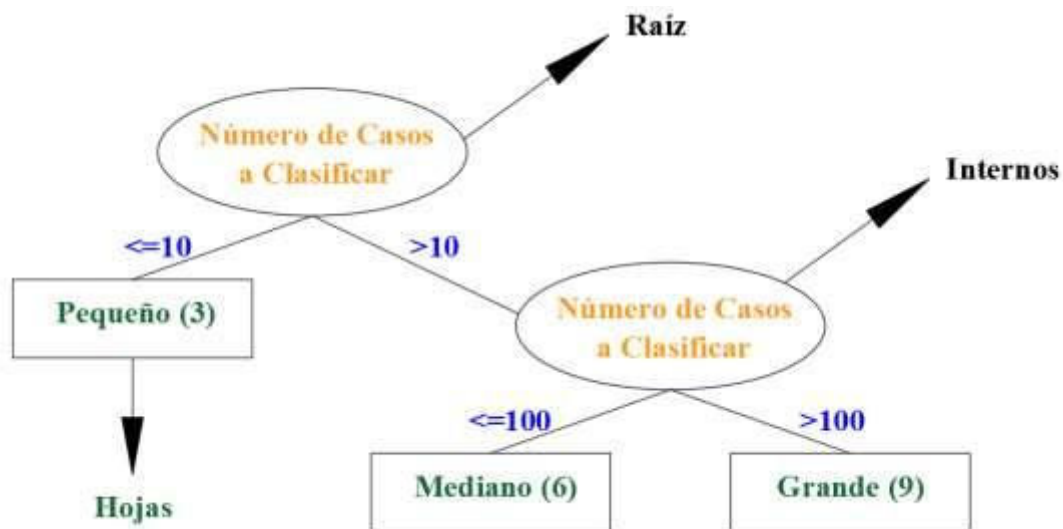 Raíz
Número de Casos
a Clasificar
Internos
<=10
>10
Pequeño (3)
Número de Casos
a Clasificar
<=100
>100
Mediano (6)
Grande (9)
Hojas